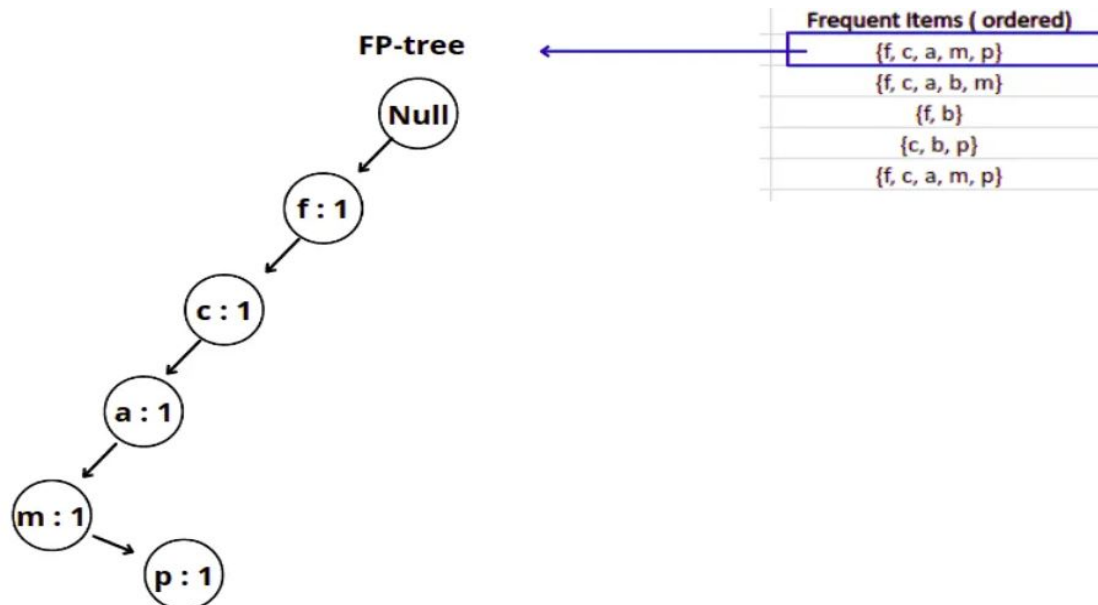 FP-tree
Null
f : 1
c : 1
a : 1
m : 1
p : 1
Frequent Items ( ordered)
{f, c, a, m, p}
{f, c, a, b, m}
{f, b}
{c, b, p}
{f, c, a, m, p}